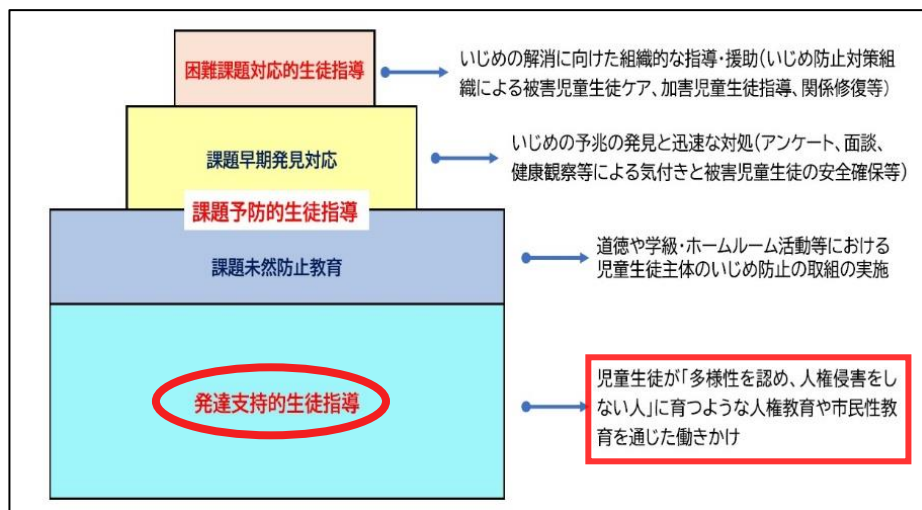 困難課題対応的生徒指導
いじめの解消に向けた組織的な指導・援助(いじめ防止対策組
織による被害児童生徒ケア、加害児童生徒指導、関係修復等)
課題早期発見対応
いじめの予兆の発見と迅速な対処(アンケート、面談、
健康観察等による気付きと被害児童生徒の安全確保等)
課題予防的生徒指導
課題未然防止教育
道徳や学級・ホームルーム活動等における
児童生徒主体のいじめ防止の取組の実施
発達支持的生徒指導
児童生徒が「多様性を認め、人権侵害をし
ない人」に育つような人権教育や市民性教
育を通じた働きかけ